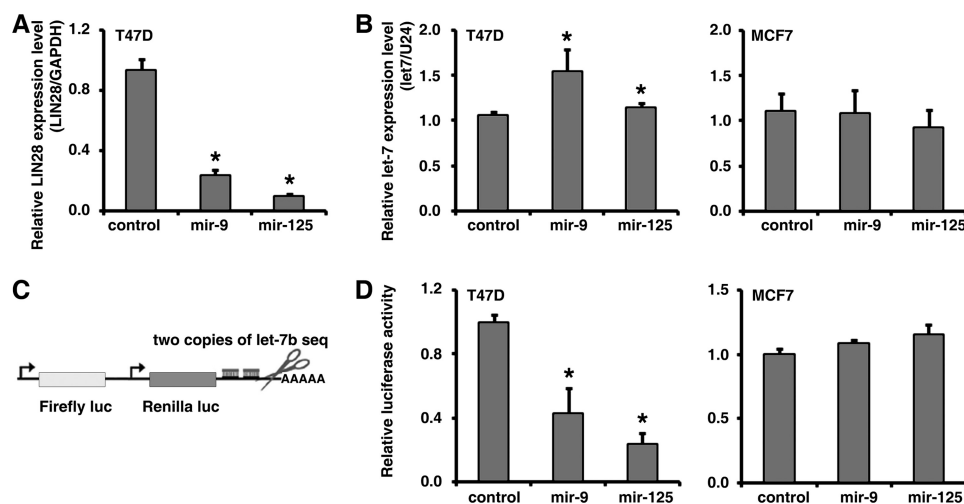 A
T47D
Relative LIN28 expression level
(LIN28/GAPDH)
1.2
0.8
0.4
0.0
*
*
control mir-9 mir-125
B
T47D
Relative let-7 expression level
(let7/U24)
2.0
1.5
1.0
0.5
0.0
*
*
control mir-9 mir-125
MCF7
2.0
1.5
1.0
0.5
0.0
control mir-9 mir-125
C
two copies of let-7b seq
AAAAA
Firefly luc Renilla luc
D
T47D
Relative luciferase activity
1.2
0.8
0.4
0.0
*
*
control mir-9 mir-125
MCF7
1.5
1.0
0.5
0.0
control mir-9 mir-125